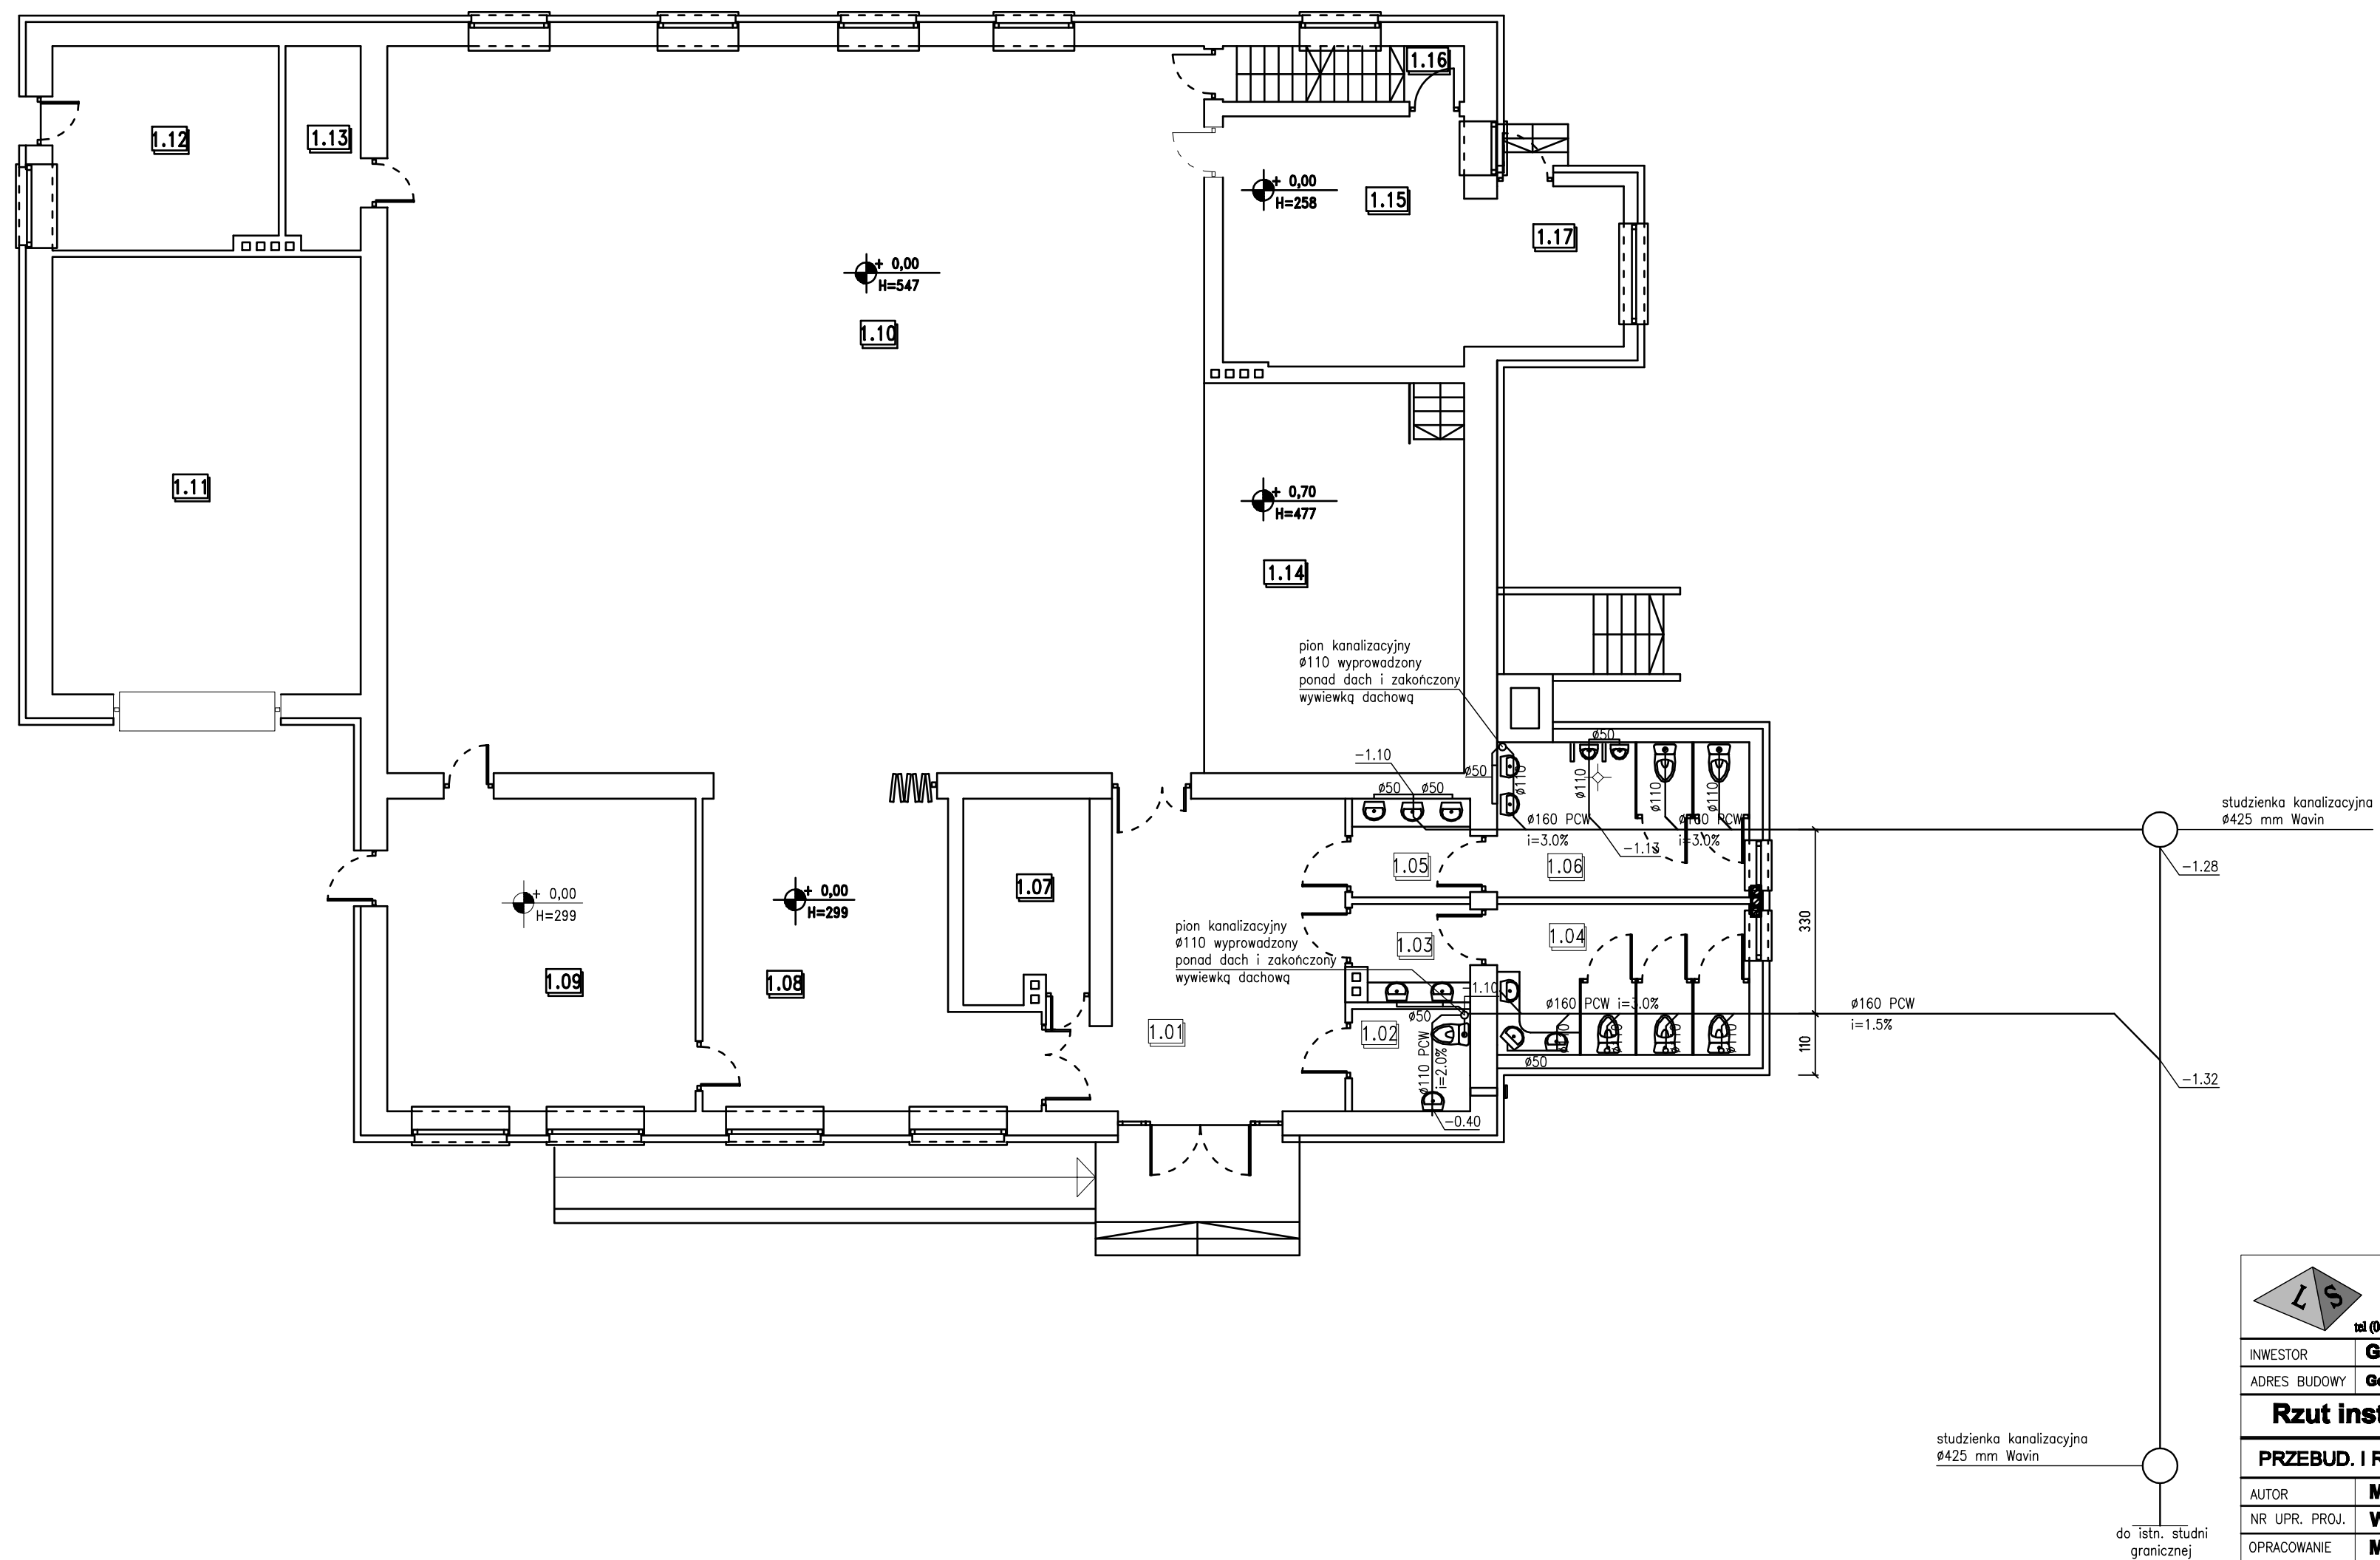 1.16
1.12
1.13
+ 0,00
H=258
1.15
1.17
+ 0,00
H=547
1.10
1.11
+ 0,70
H=477
1.14
pion kanalizacyjny
ø110 wyprowadzony
ponad dach i zakończony
wywiewką dachową
-1.10
ø50
ø50
ø50
ø50
ø110
ø110
ø110
ø110
ø160 PCW
i=3.0%
ø160 PCW
i=3.0%
-1.13
studzienka kanalizacyjna
ø425 mm Wavin
-1.28
1.05
1.06
1.07
+ 0,00
H=299
+ 0,00
H=299
330
pion kanalizacyjny
ø110 wyprowadzony
ponad dach i zakończony
wywiewką dachową
1.03
1.04
1.09
1.08
-1.10
ø160 PCW i=3.0%
ø160 PCW
i=1.5%
ø50
1.01
1.02
ø110
ø110
ø110
ø110
110
ø50
ø110 PCW
i=2.0%
-1.32
-0.40
L S
tel (0
INWESTOR
G
ADRES BUDOWY
Rzut inst
PRZEBUD. I R
studzienka kanalizacyjna
ø425 mm Wavin
AUTOR
NR UPR. PROJ.
OPRACOWANIE
do istn. studni
granicznej